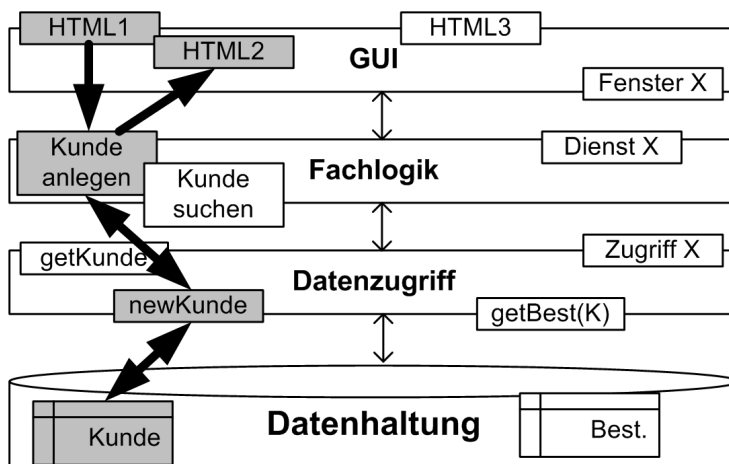 HTML1
HTML2
HTML3
GUI
Fenster X
Kunde
anlegen
Kunde
suchen
Fachlogik
Dienst X
getKunde
newKunde
Datenzugriff
Zugriff X
getBest(K)
Kunde
Datenhaltung
Best.